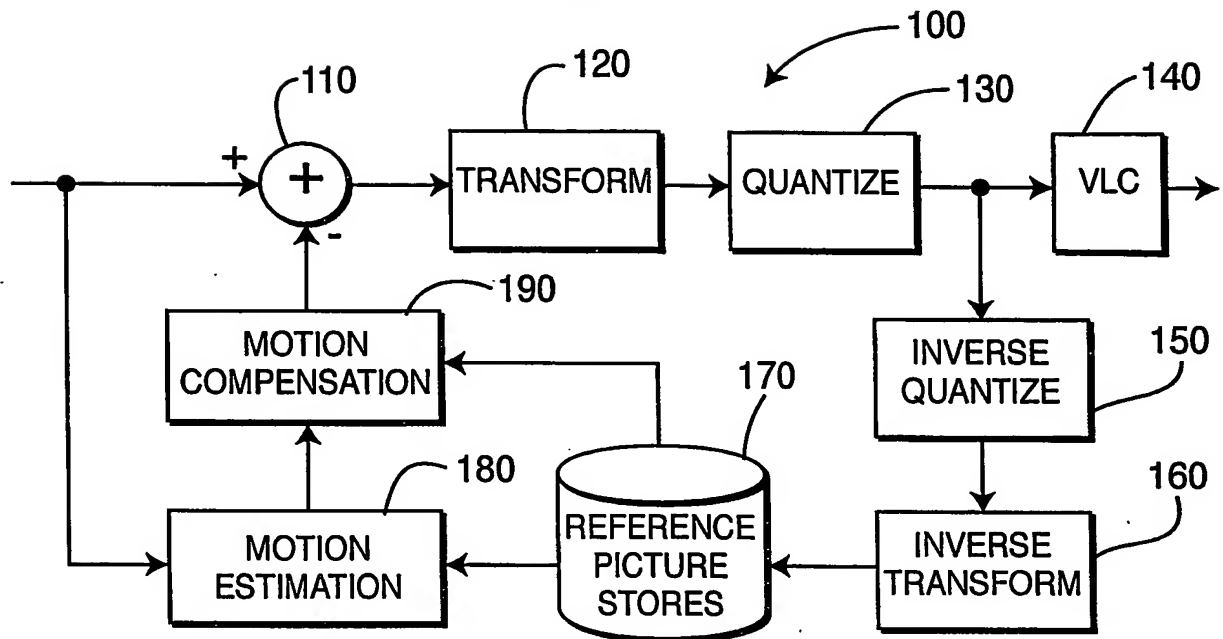 100
110
120
130
140
+
+
TRANSFORM
QUANTIZE
VLC
-
190
MOTION
COMPENSATION
170
INVERSE
QUANTIZE
150
180
160
MOTION
ESTIMATION
REFERENCE
PICTURE
STORES
INVERSE
TRANSFORM